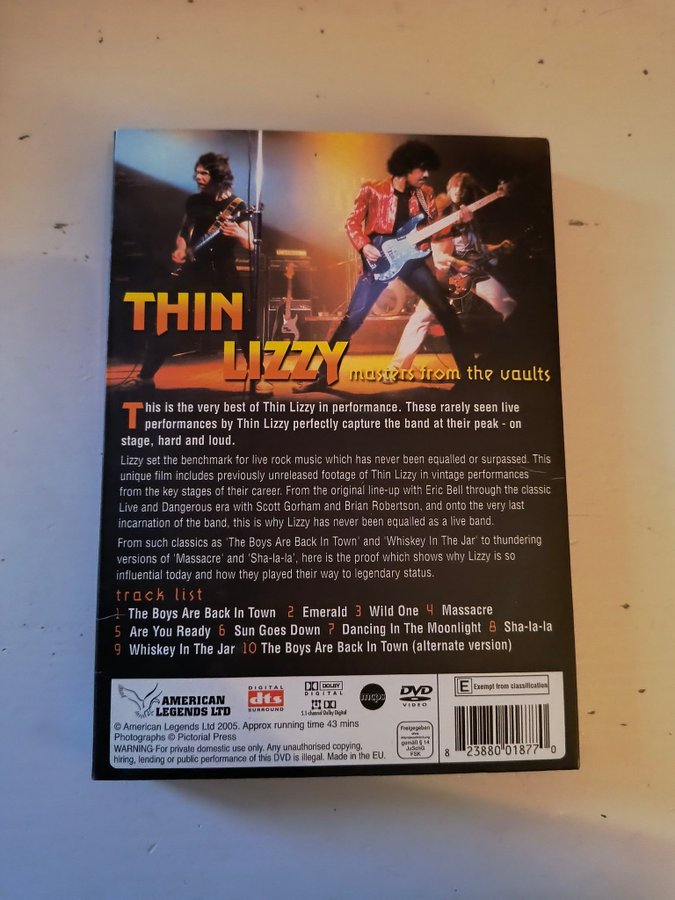 THIN
LIZZY
masters from the vaults
This is the very best of Thin Lizzy in performance. These rarely seen live
performances by Thin Lizzy perfectly capture the band at their peak - on
stage, hard and loud.
Lizzy set the benchmark for live rock music which has never been equalled or surpassed. This
unique film includes previously unreleased footage of Thin Lizzy in vintage performances
from the key stages of their career. From the original line-up with Eric Bell through the classic
Live and Dangerous era with Scott Gorham and Brian Robertson, and onto the very last
incarnation of the band, this is why Lizzy has never been equalled as a live band.
From such classics as 'The Boys Are Back In Town' and 'Whiskey In The Jar' to thundering
versions of 'Massacre' and 'Sha-la-la', here is the proof which shows why Lizzy is so
influential today and how they played their way to legendary status.
track list
1 The Boys Are Back In Town 2 Emerald 3 Wild One 4 Massacre
5 Are You Ready 6 Sun Goes Down 7 Dancing In The Moonlight 8 Sha-la-la
9 Whiskey In The Jar 10 The Boys Are Back In Town (alternate version)
AMERICAN
LEGENDS LTD
DIGITAL
dts
SURROUND
DOLBY
DIGITAL
5.1-channel Dolby Digital
mcps
DVD
VIDEO
E Exempt from classification
© American Legends Ltd 2005. Approx running time 43 mins
Photographs © Pictorial Press
WARNING For private domestic use only. Any unauthorised copying,
hiring, lending or public performance of this DVD is illegal. Made in the EU.
Freigegeben
gemäß § 14
JuSchG
FSK
8 23880 01877 0